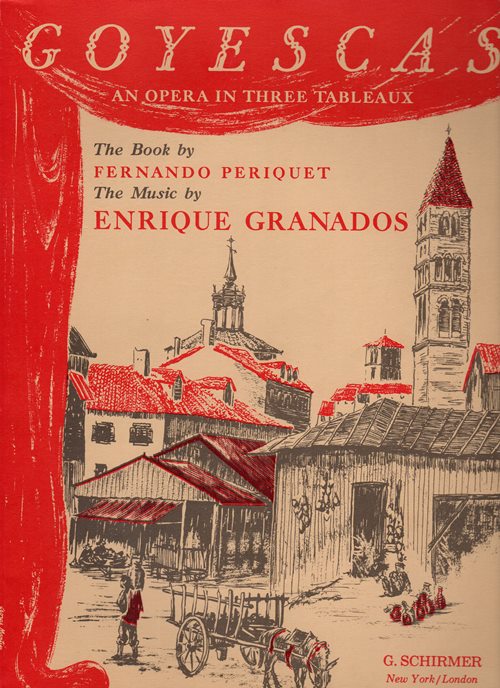 GOYESCAS
AN OPERA IN THREE TABLEAUX
The Book by
FERNANDO PERIQUET
The Music by
ENRIQUE GRANADOS
G. SCHIRMER
New York/London